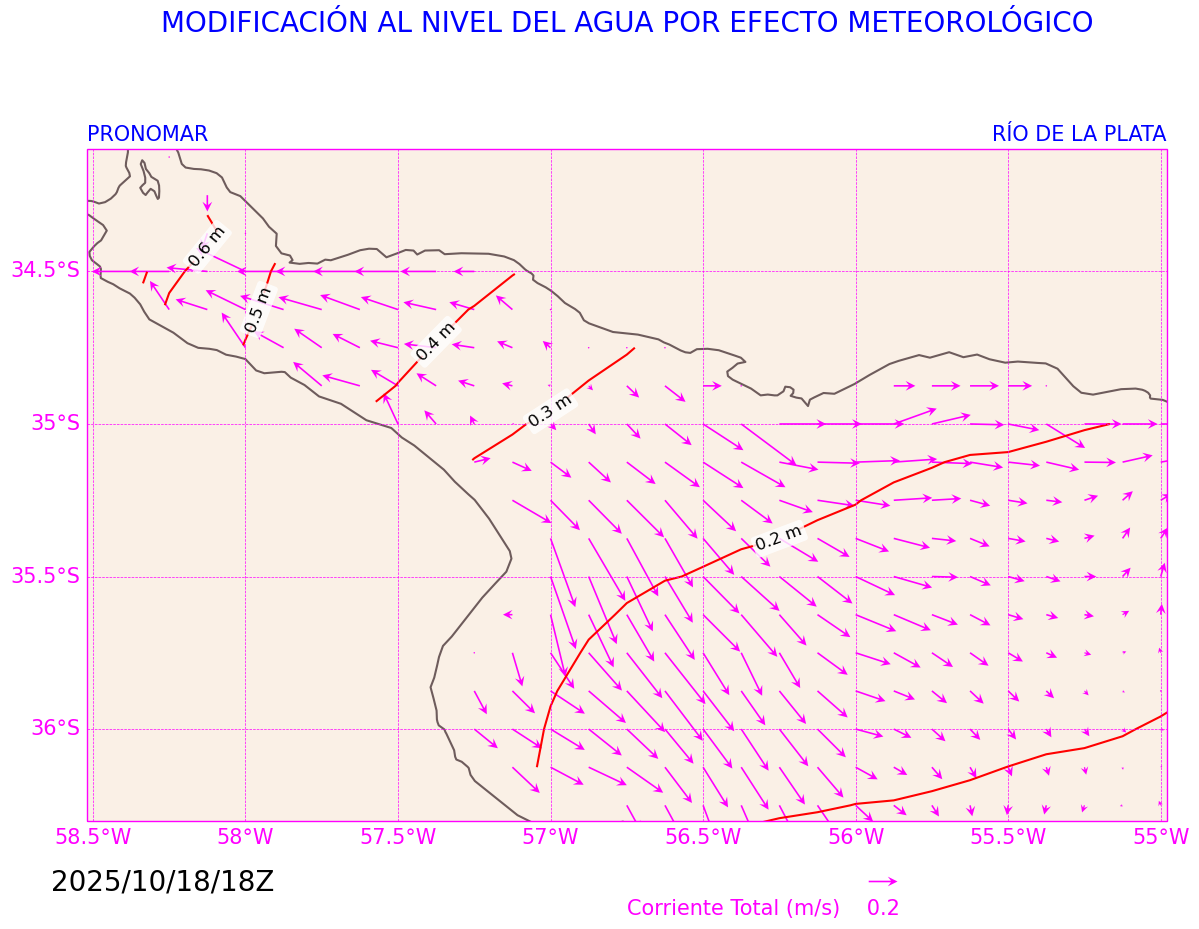 MODIFICACIÓN AL NIVEL DEL AGUA POR EFECTO METEOROLÓGICO
PRONOMAR RÍO DE LA PLATA
0.6 m
34.5°S
0.5 m
0.4 m
0.3 m
35°S
0.2 m
35.5°S
36°S
58.5°W 58°W 57.5°W 57°W 56.5°W 56°W 55.5°W 55°W
2025/10/18/18Z
Corriente Total (m/s) 0.2